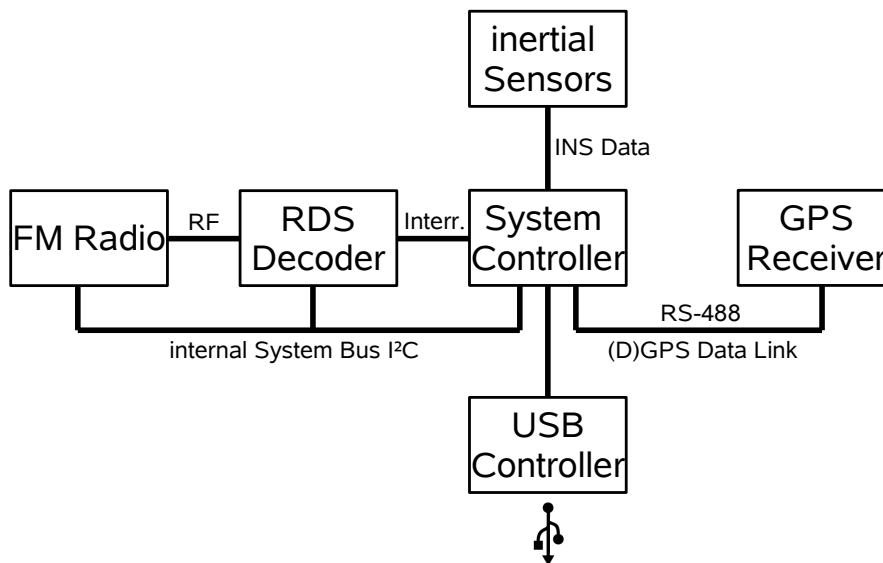 inertial
Sensors
INS Data
FM Radio
RF
RDS
Decoder
Interr.
System
Controller
GPS
Receiver
internal System Bus I²C
RS-488
(D)GPS Data Link
USB
Controller